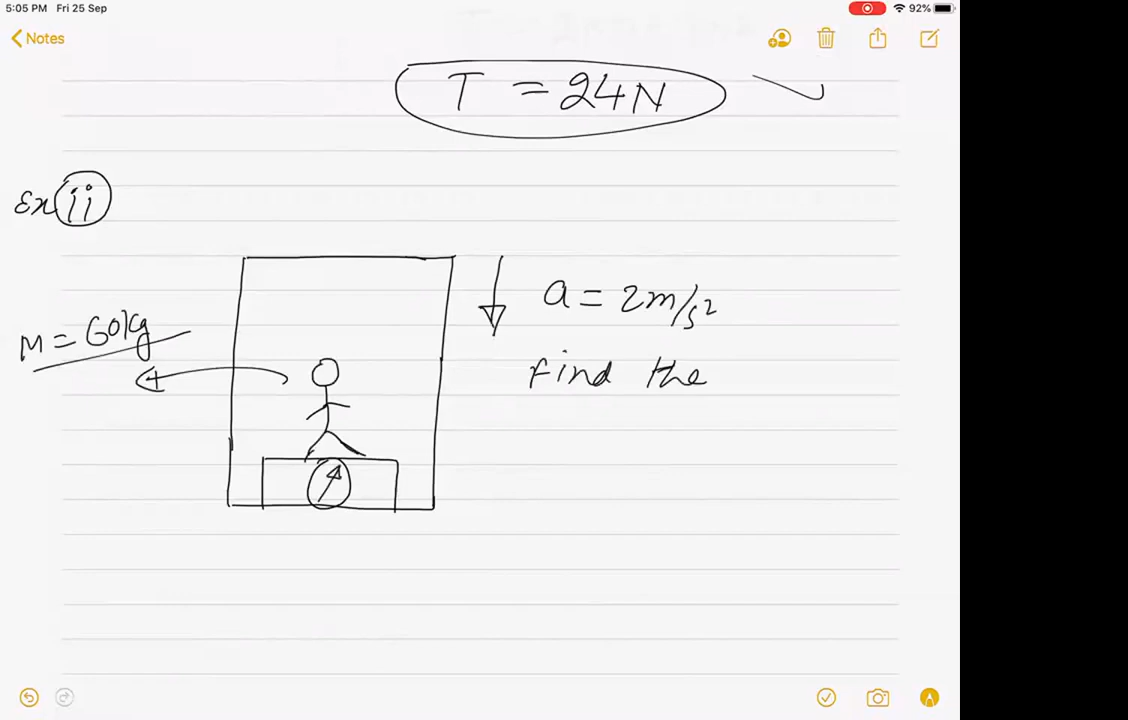 5:05 PM Fri 25 Sep
92%
Notes
T = 24N
Ex ii
a = 2m/s²
M = 60kg
Find the